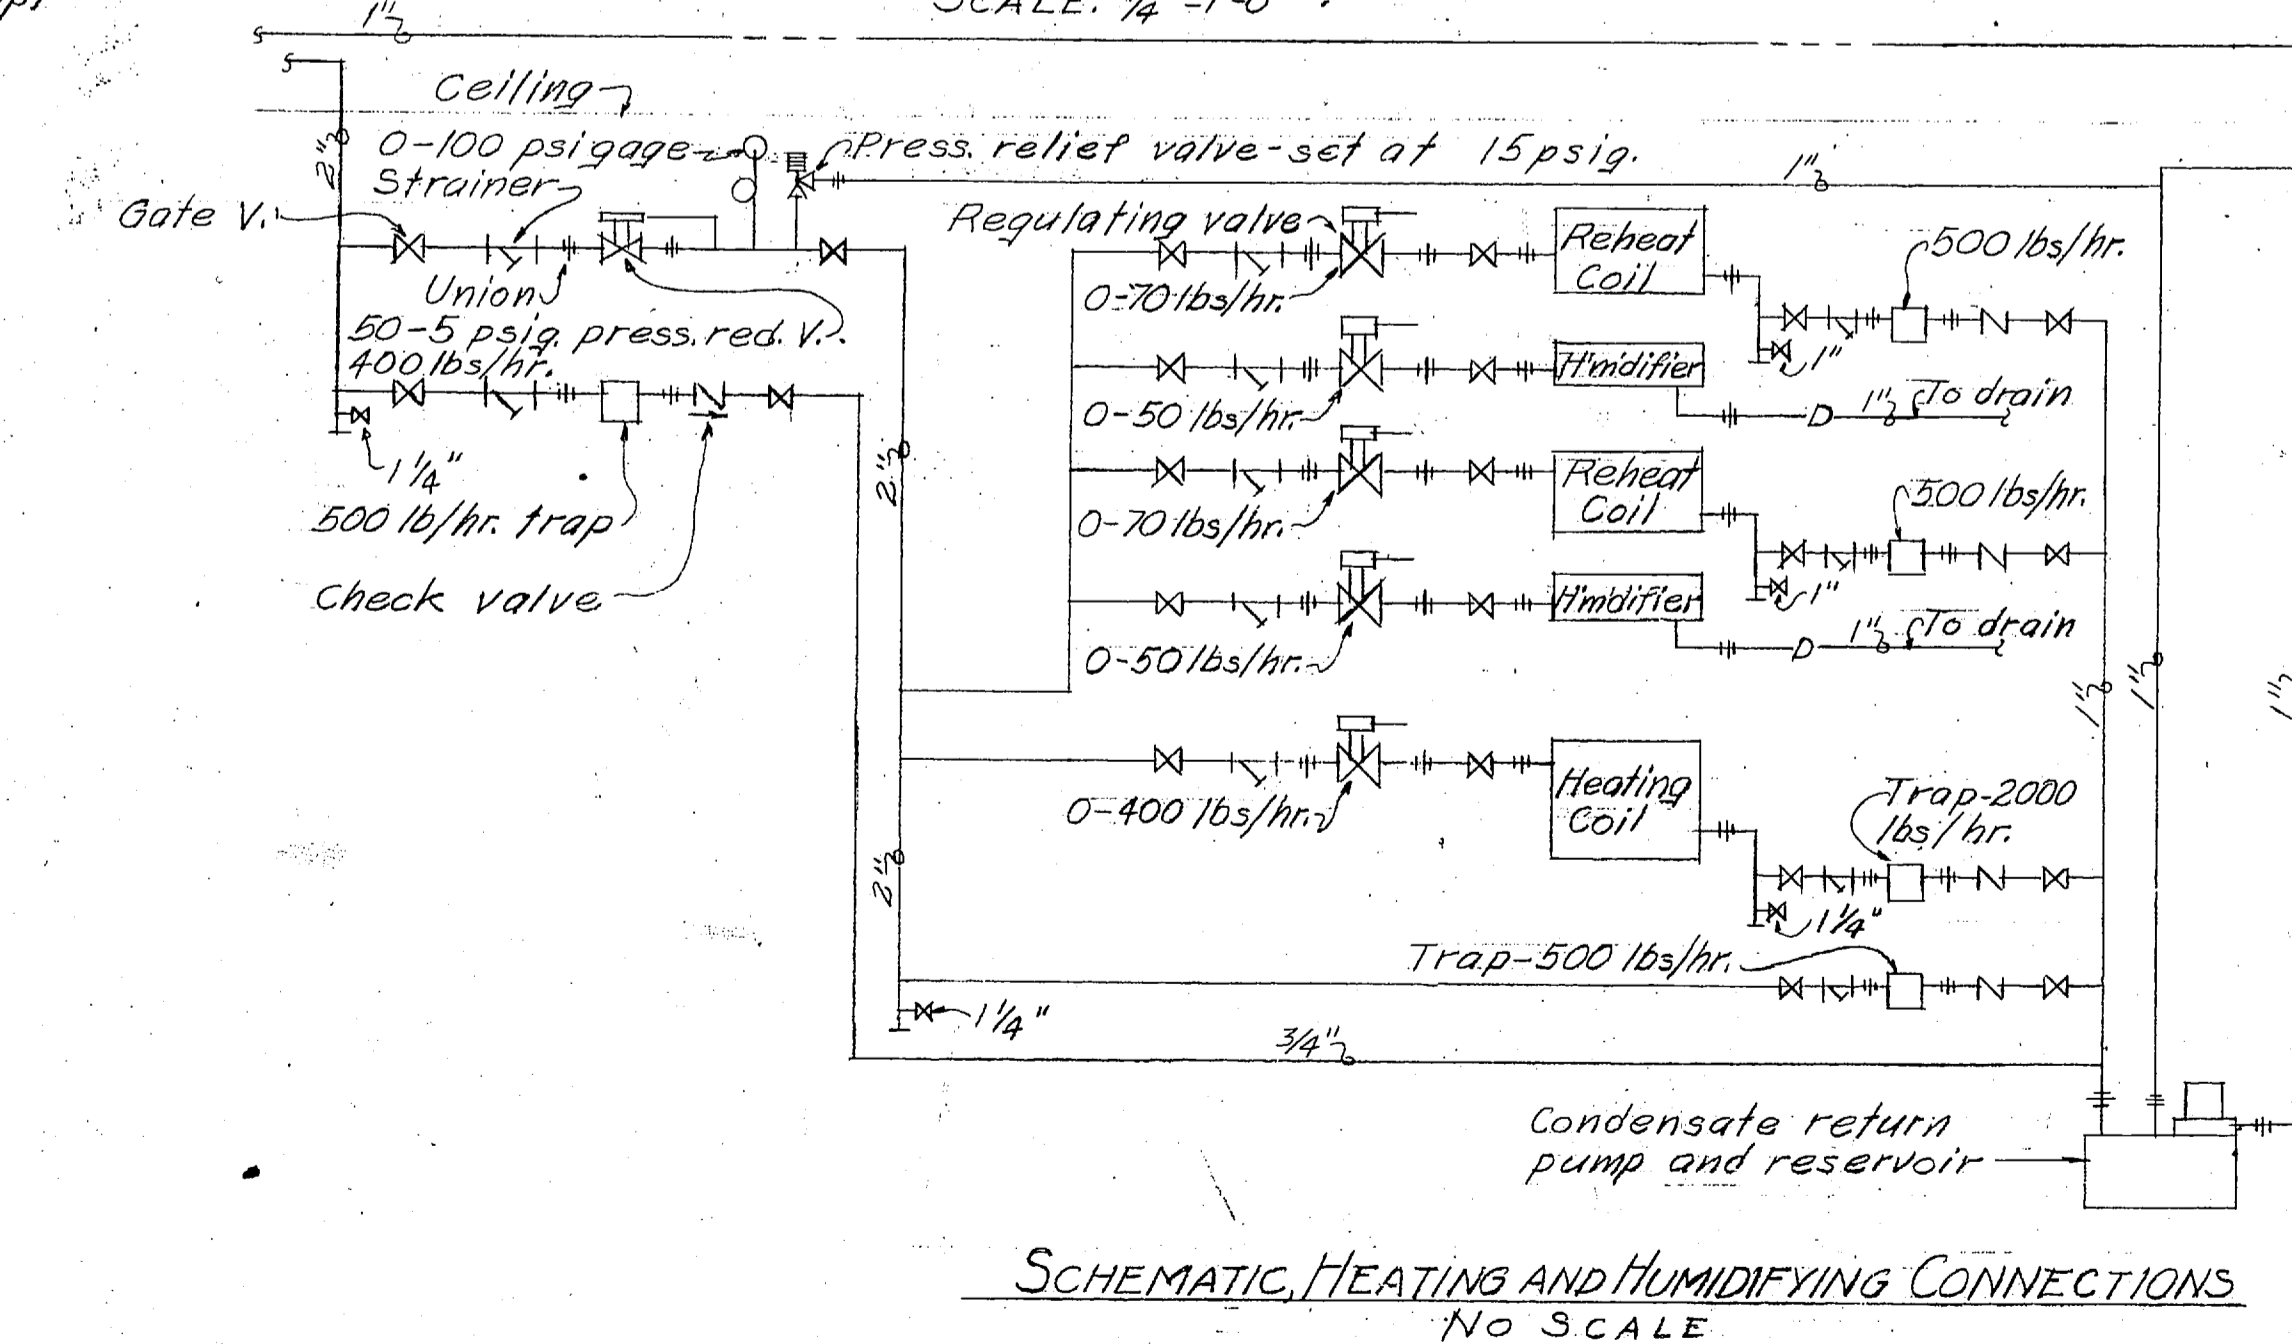 SCALE: 1/4"=1'-0"
1"
Ceiling
2"
0-100 psi gage
Press. relief valve-set at 15 psig.
1"
Strainer
Gate V.
Regulating valve
Reheat
Coil
500 lbs/hr.
Union
0-70 lbs/hr.
50-5 psig. press. red. V.
400 lbs/hr.
1"
H'midifier
0-50 lbs/hr.
D
1"
To drain
1 1/4"
2"
Reheat
Coil
500 lbs/hr.
500 lb/hr. trap
0-70 lbs/hr.
Check valve
H'midifier
1"
0-50 lbs/hr.
D
1"
To drain
1"
1"
1"
0-400 lbs/hr.
Heating
Coil
Trap-2000
lbs/hr.
2"
1 1/4"
Trap-500 lbs/hr.
1 1/4"
3/4"
Condensate return
pump and reservoir
SCHEMATIC, HEATING AND HUMIDIFYING CONNECTIONS
NO SCALE